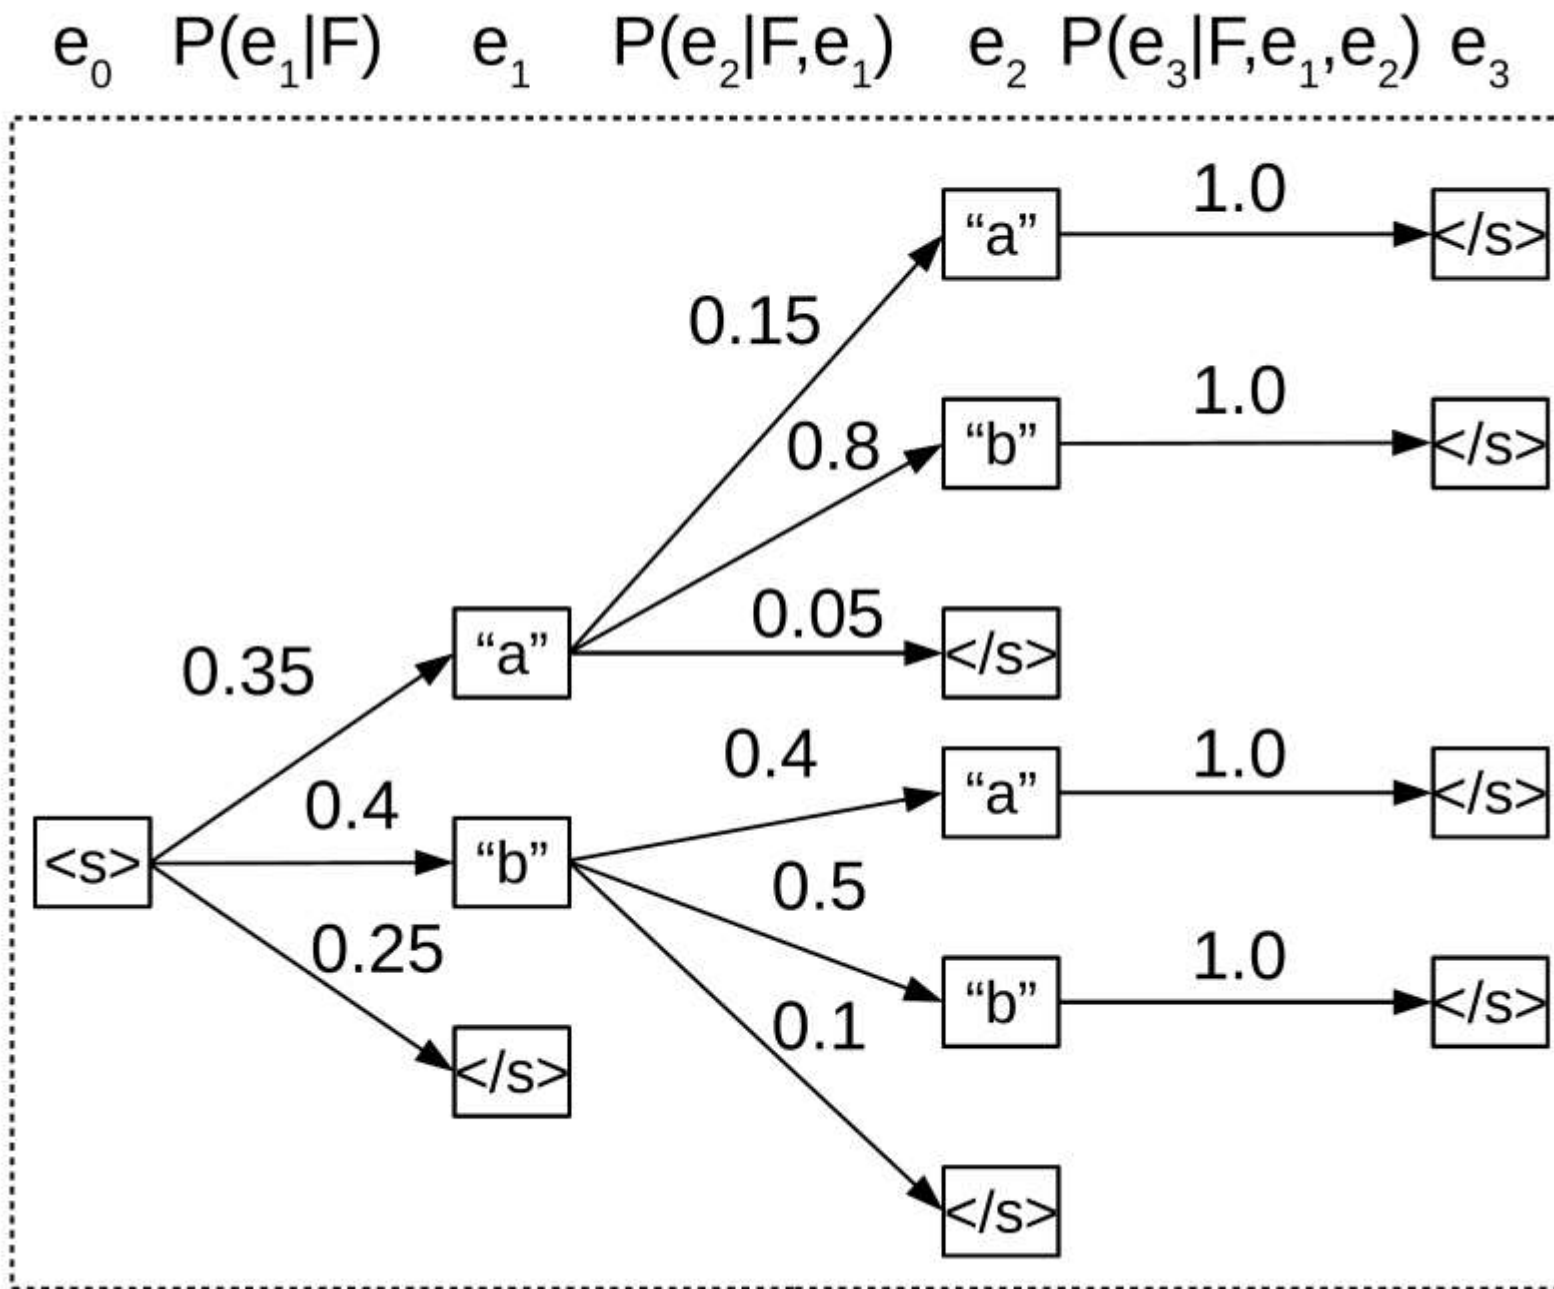 e0 P(e1|F) e1 P(e2|F,e1) e2 P(e3|F,e1,e2) e3
1.0
“a” </s>
0.15
1.0
0.8 “b” </s>
0.05
“a” </s>
0.35
0.4 1.0
“a” </s>
0.4
<s> “b”
0.5
0.25
1.0
“b” </s>
0.1
</s>
</s>